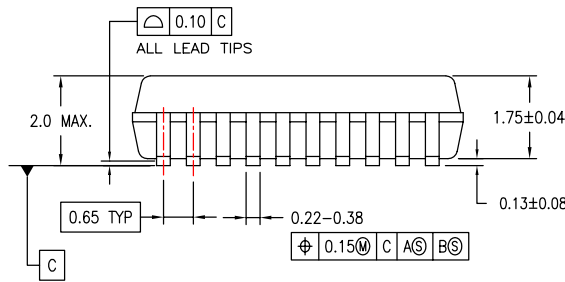 ⌓ 0.10 C
ALL LEAD TIPS
2.0 MAX.
1.75±0.04
0.13±0.08
0.65 TYP
0.22-0.38
⌖ 0.15Ⓜ C AⓈ BⓈ
C